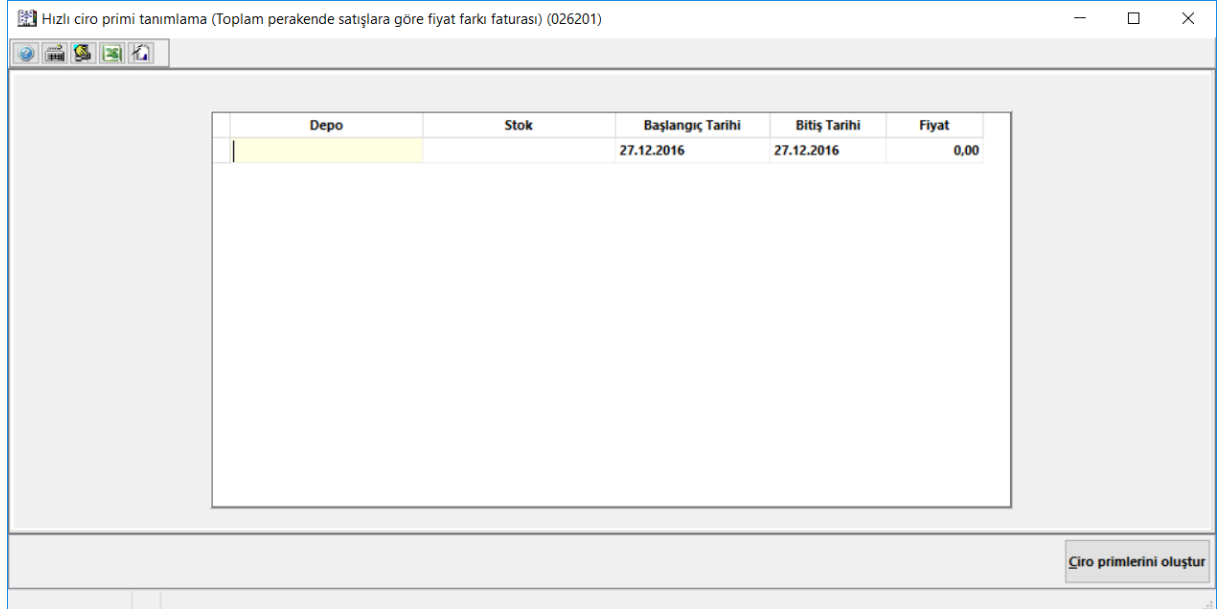 Hızlı ciro primi tanımlama (Toplam perakende satışlara göre fiyat farkı faturası) (026201)
Depo Stok Başlangıç Tarihi Bitiş Tarihi Fiyat
27.12.2016 27.12.2016 0,00
Ciro primlerini oluştur